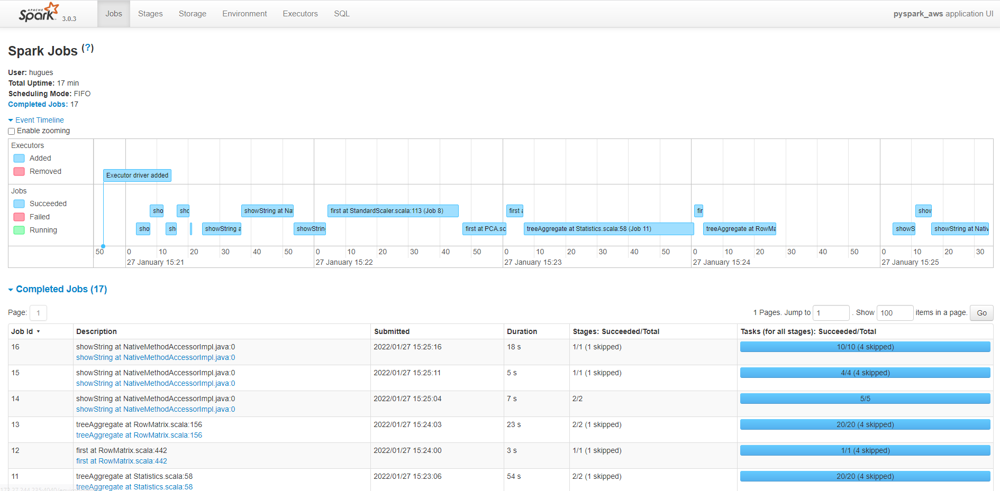 APACHE
Spark 3.0.3 Jobs Stages Storage Environment Executors SQL pyspark_aws application UI
Spark Jobs (?)
User: hugues
Total Uptime: 17 min
Scheduling Mode: FIFO
Completed Jobs: 17
Event Timeline
Enable zooming
Executors
Added
Removed
Executor driver added
Jobs
Succeeded
Failed
Running
sho sho showString at Na first at StandardScaler.scala:113 (Job 8) first a fir show
sho sh showString a showString first at PCA.sc treeAggregate at Statistics.scala:58 (Job 11) treeAggregate at RowMa showS showString at Nativ
50 0 10 20 30 40 50 0 10 20 30 40 50 0 10 20 30 40 50 0 10 20 30 40 50 0 10 20 30
27 January 15:21 27 January 15:22 27 January 15:23 27 January 15:24 27 January 15:25
Completed Jobs (17)
Page: 1 1 Pages. Jump to 1 . Show 100 items in a page. Go
Job Id Description Submitted Duration Stages: Succeeded/Total Tasks (for all stages): Succeeded/Total
16 showString at NativeMethodAccessorImpl.java:0 2022/01/27 15:25:16 18 s 1/1 (1 skipped) 10/10 (4 skipped)
showString at NativeMethodAccessorImpl.java:0
15 showString at NativeMethodAccessorImpl.java:0 2022/01/27 15:25:11 5 s 1/1 (1 skipped) 4/4 (4 skipped)
showString at NativeMethodAccessorImpl.java:0
14 showString at NativeMethodAccessorImpl.java:0 2022/01/27 15:25:04 7 s 2/2 5/5
showString at NativeMethodAccessorImpl.java:0
13 treeAggregate at RowMatrix.scala:156 2022/01/27 15:24:03 23 s 2/2 (1 skipped) 20/20 (4 skipped)
treeAggregate at RowMatrix.scala:156
12 first at RowMatrix.scala:442 2022/01/27 15:24:00 3 s 1/1 (1 skipped) 1/1 (4 skipped)
first at RowMatrix.scala:442
11 treeAggregate at Statistics.scala:58 2022/01/27 15:23:06 54 s 2/2 (1 skipped) 20/20 (4 skipped)
treeAggregate at Statistics.scala:58